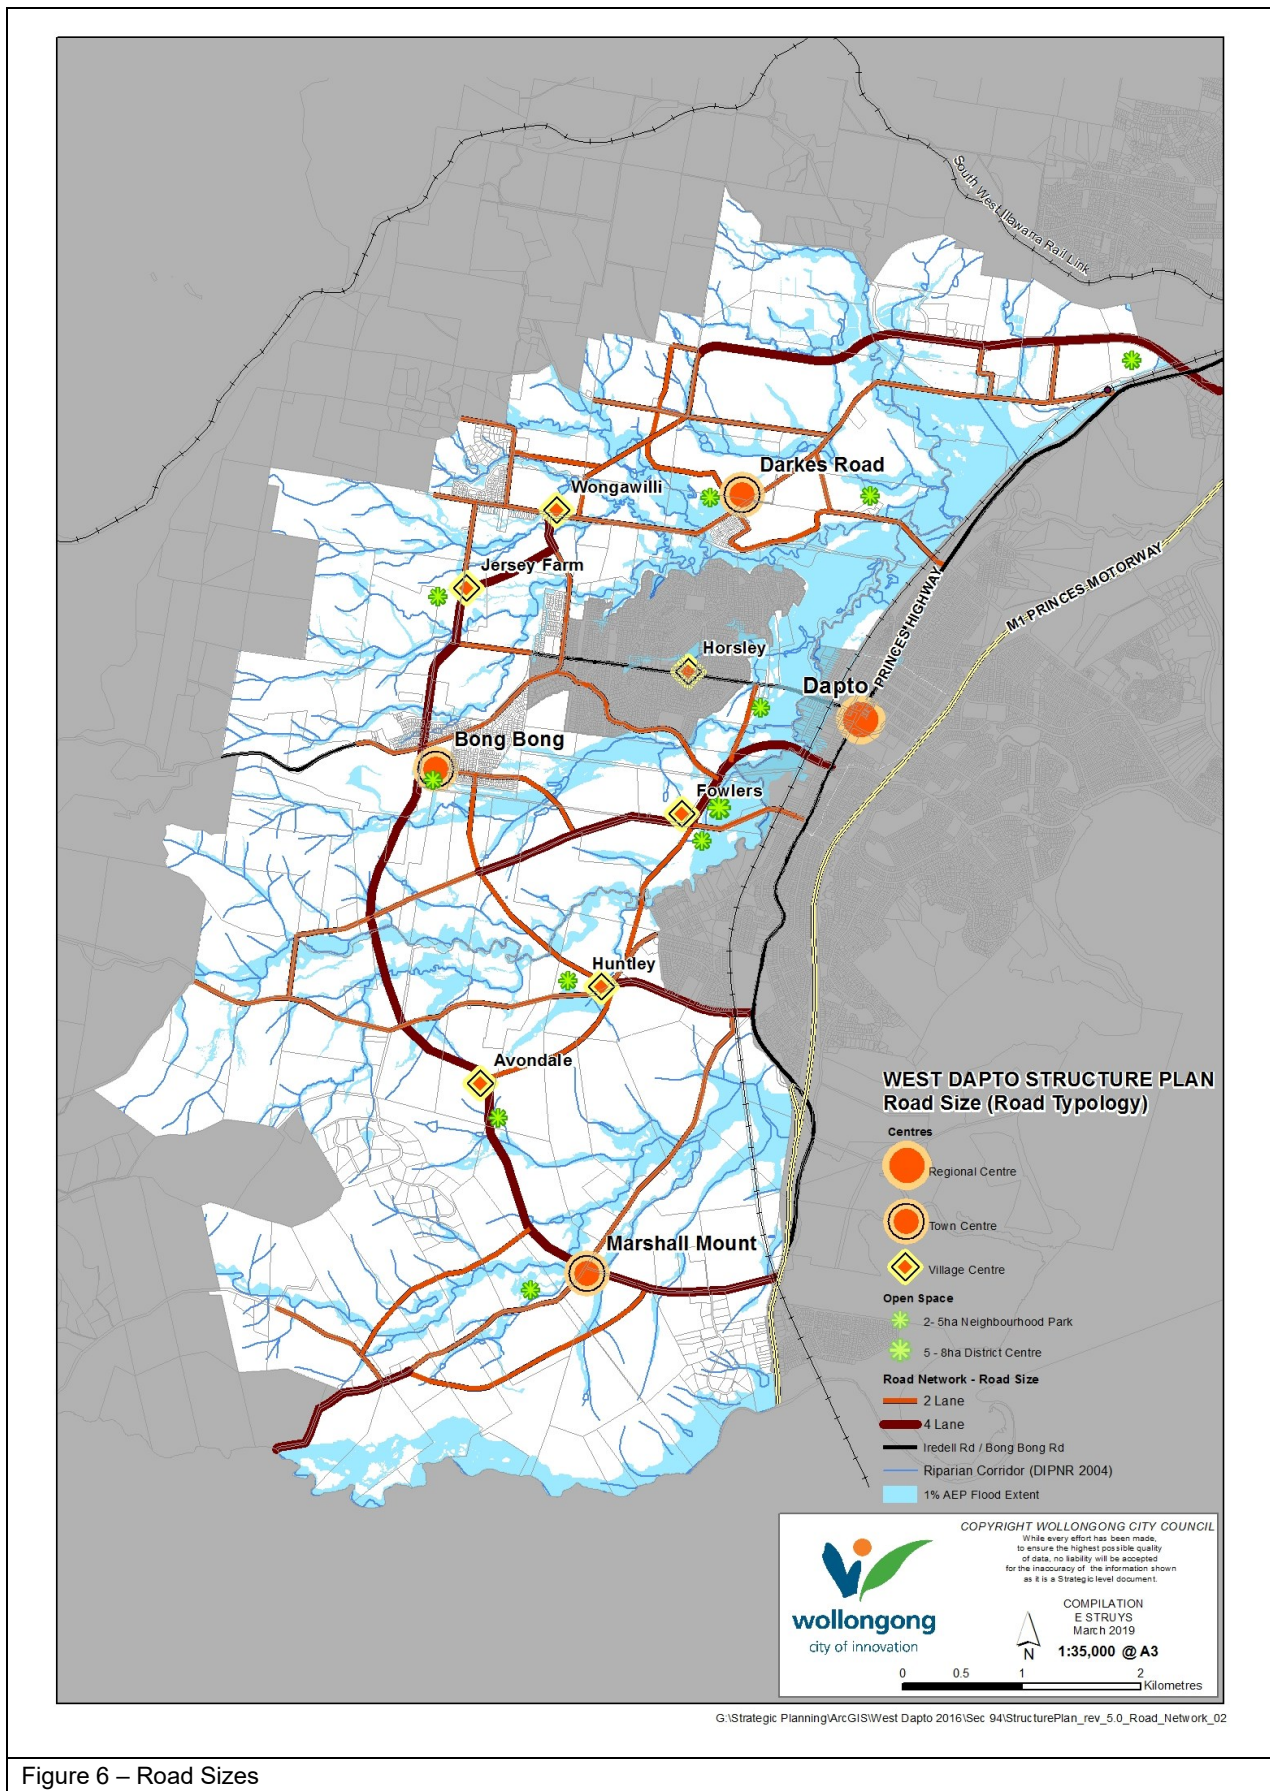 South West Illawarra Rail Link
Darkes Road
Wongawilli
Jersey Farm
M1 PRINCES MOTORWAY
PRINCES HIGHWAY
Horsley
Dapto
Bong Bong
Fowlers
Huntley
Avondale
Marshall Mount
WEST DAPTO STRUCTURE PLAN
Road Size (Road Typology)
Centres
Regional Centre
Town Centre
Village Centre
Open Space
2- 5ha Neighbourhood Park
5 - 8ha District Centre
Road Network - Road Size
2 Lane
4 Lane
Iredell Rd / Bong Bong Rd
Riparian Corridor (DIPNR 2004)
1% AEP Flood Extent
COPYRIGHT WOLLONGONG CITY COUNCIL
While every effort has been made,
to ensure the highest possible quality
of data, no liability will be accepted
for the inaccuracy of the information shown
as it is a Strategic level document.
COMPILATION
E STRUYS
March 2019
1:35,000 @ A3
N
wollongong
city of innovation
0 0.5 1 2
Kilometres
G:\Strategic Planning\ArcGIS\West Dapto 2016\Sec 94\StructurePlan_rev_5.0_Road_Network_02
Figure 6 – Road Sizes